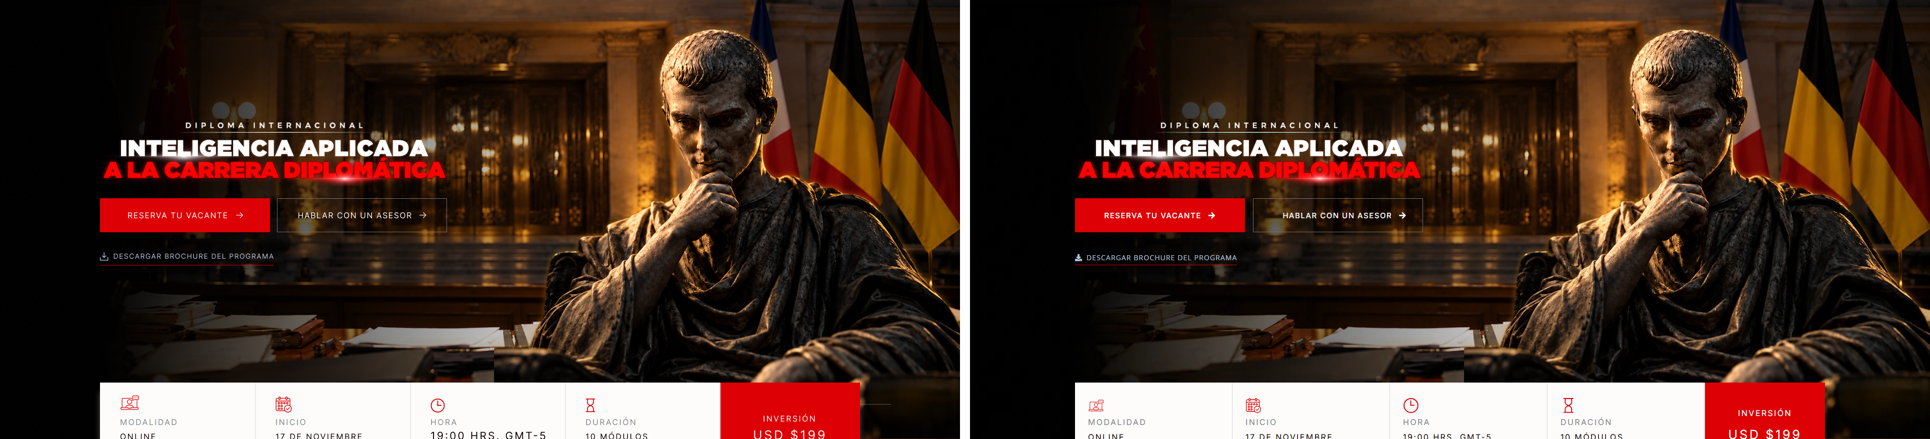 DIPLOMA INTERNACIONAL
INTELIGENCIA APLICADA
A LA CARRERA DIPLOMÁTICA
RESERVA TU VACANTE →
HABLAR CON UN ASESOR →
DESCARGAR BROCHURE DEL PROGRAMA
MODALIDAD
ONLINE
INICIO
17 DE NOVIEMBRE
HORA
19:00 HRS. GMT-5
DURACIÓN
10 MÓDULOS
INVERSIÓN
USD $199
DIPLOMA INTERNACIONAL
INTELIGENCIA APLICADA
A LA CARRERA DIPLOMÁTICA
RESERVA TU VACANTE →
HABLAR CON UN ASESOR →
DESCARGAR BROCHURE DEL PROGRAMA
MODALIDAD
ONLINE
INICIO
17 DE NOVIEMBRE
HORA
19:00 HRS. GMT-5
DURACIÓN
10 MÓDULOS
INVERSIÓN
USD $199